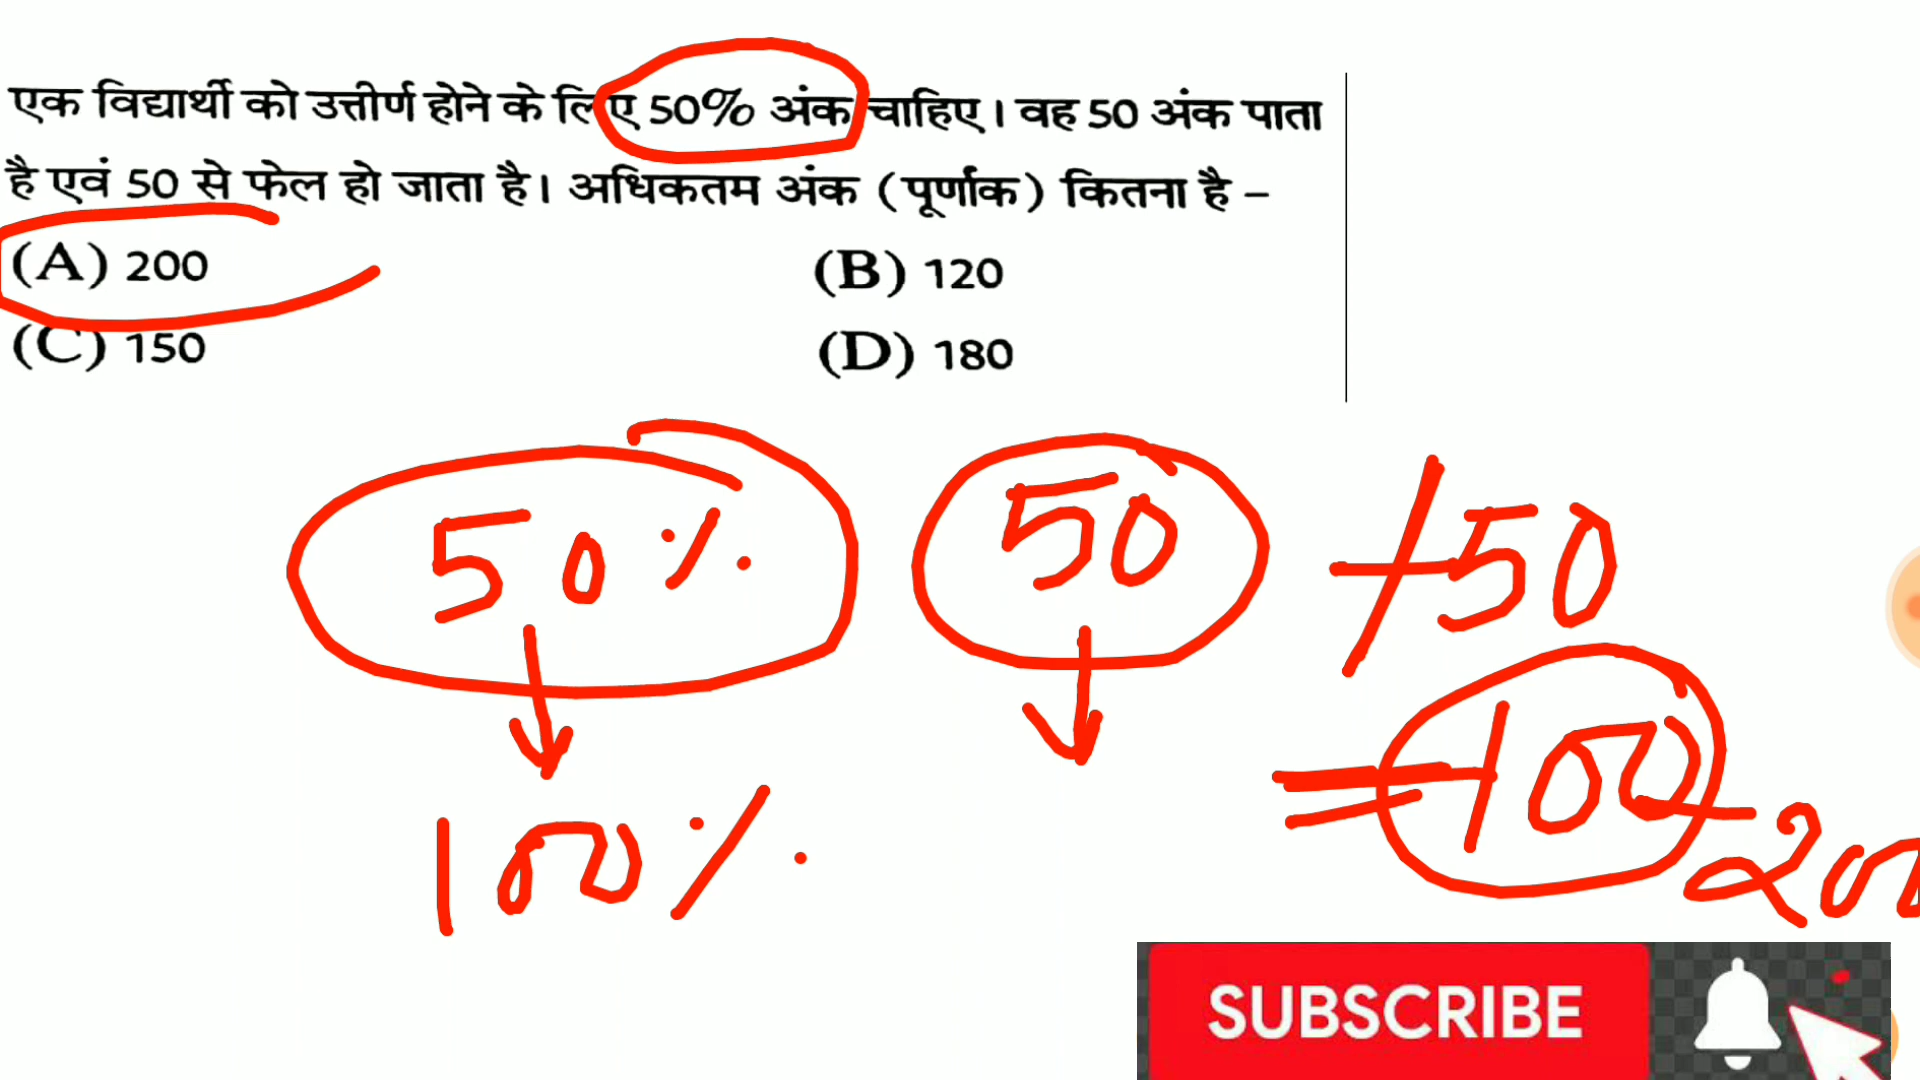 एक विद्यार्थी को उत्तीर्ण होने के लिए 50% अंक चाहिए। वह 50 अंक पाता
है एवं 50 से फेल हो जाता है। अधिकतम अंक (पूर्णांक) कितना है –
(A) 200
(B) 120
(C) 150
(D) 180
50% 50 +50
100% =100 - 200
SUBSCRIBE